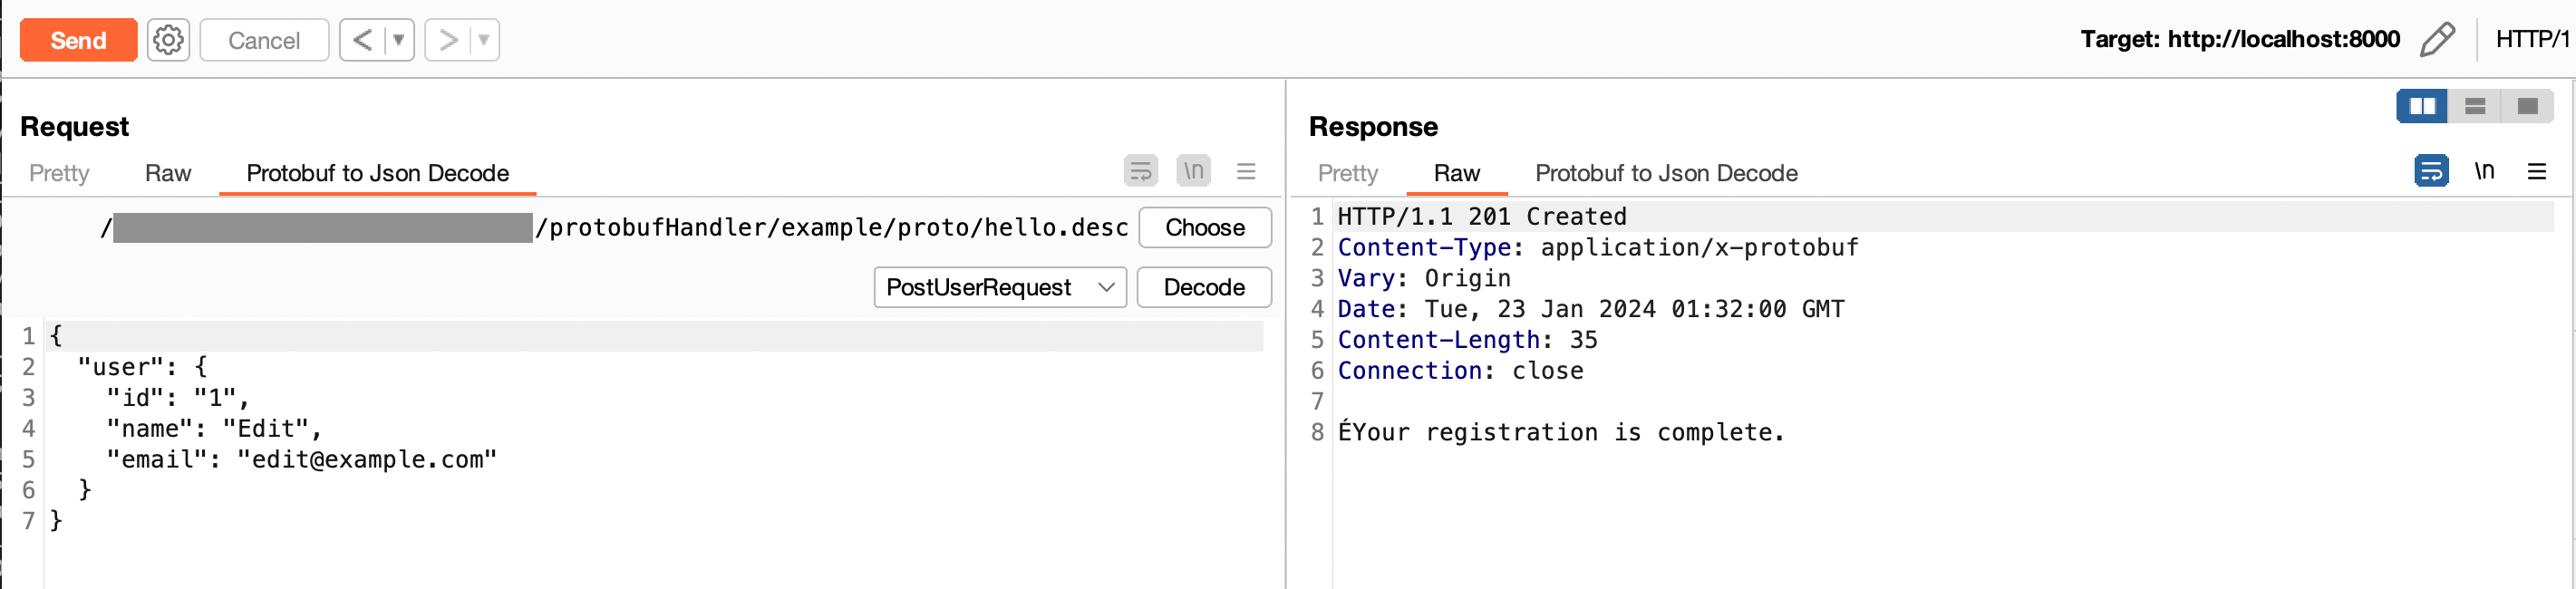 Send Cancel < > Target: http://localhost:8000 HTTP/1
Request
Pretty Raw Protobuf to Json Decode \n
/ /protobufHandler/example/proto/hello.desc Choose
PostUserRequest Decode
1 {
2 "user": {
3 "id": "1",
4 "name": "Edit",
5 "email": "edit@example.com"
6 }
7 }
Response
Pretty Raw Protobuf to Json Decode \n
1 HTTP/1.1 201 Created
2 Content-Type: application/x-protobuf
3 Vary: Origin
4 Date: Tue, 23 Jan 2024 01:32:00 GMT
5 Content-Length: 35
6 Connection: close
7
8 ÉYour registration is complete.